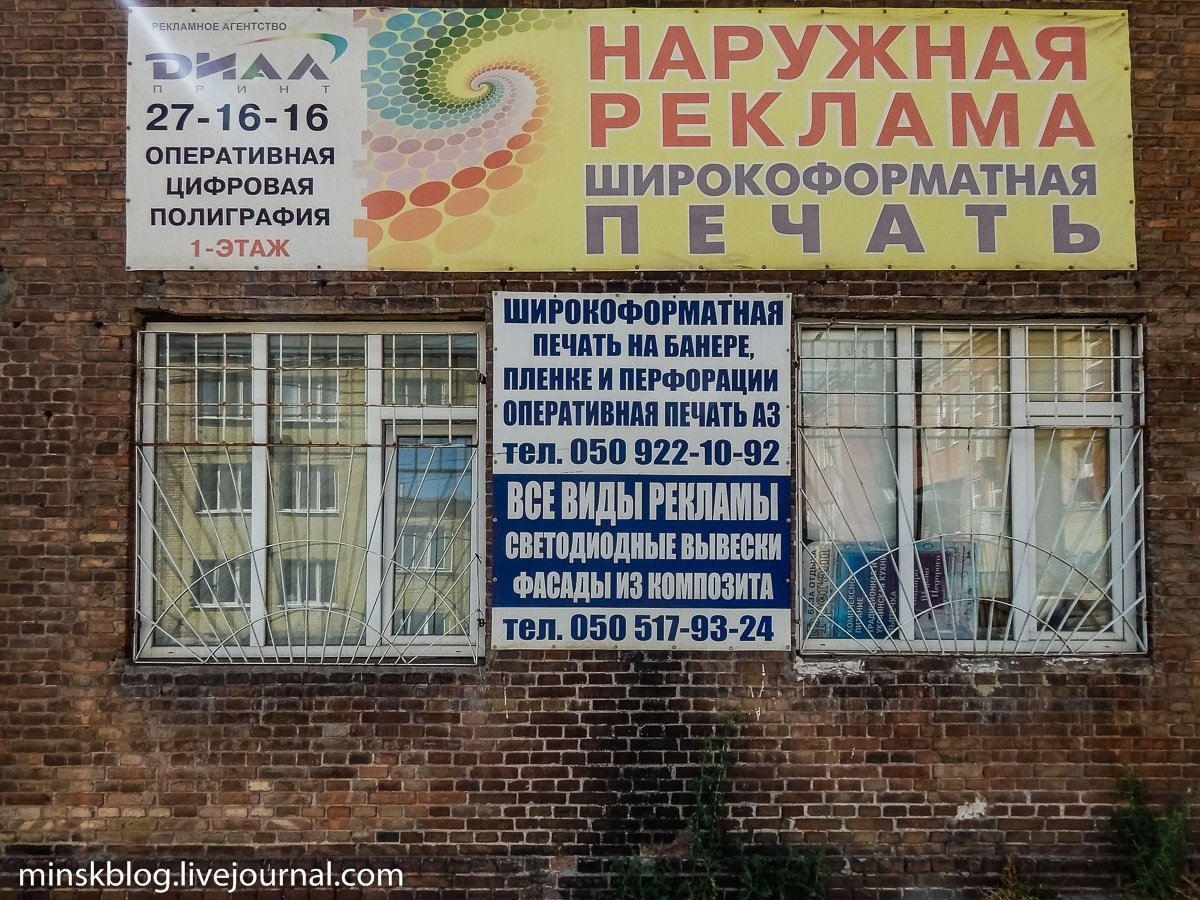 РЕКЛАМНОЕ АГЕНТСТВО
ДИАЛ
ПРИНТ
27-16-16
ОПЕРАТИВНАЯ
ЦИФРОВАЯ
ПОЛИГРАФИЯ
1-ЭТАЖ
НАРУЖНАЯ
РЕКЛАМА
ШИРОКОФОРМАТНАЯ
ПЕЧАТЬ
ШИРОКОФОРМАТНАЯ
ПЕЧАТЬ НА БАНЕРЕ,
ПЛЕНКЕ И ПЕРФОРАЦИИ
ОПЕРАТИВНАЯ ПЕЧАТЬ А3
тел. 050 922-10-92
ВСЕ ВИДЫ РЕКЛАМЫ
СВЕТОДИОДНЫЕ ВЫВЕСКИ
ФАСАДЫ ИЗ КОМПОЗИТА
тел. 050 517-93-24
БАЗА ОТДЫХА
minskblog.livejournal.com